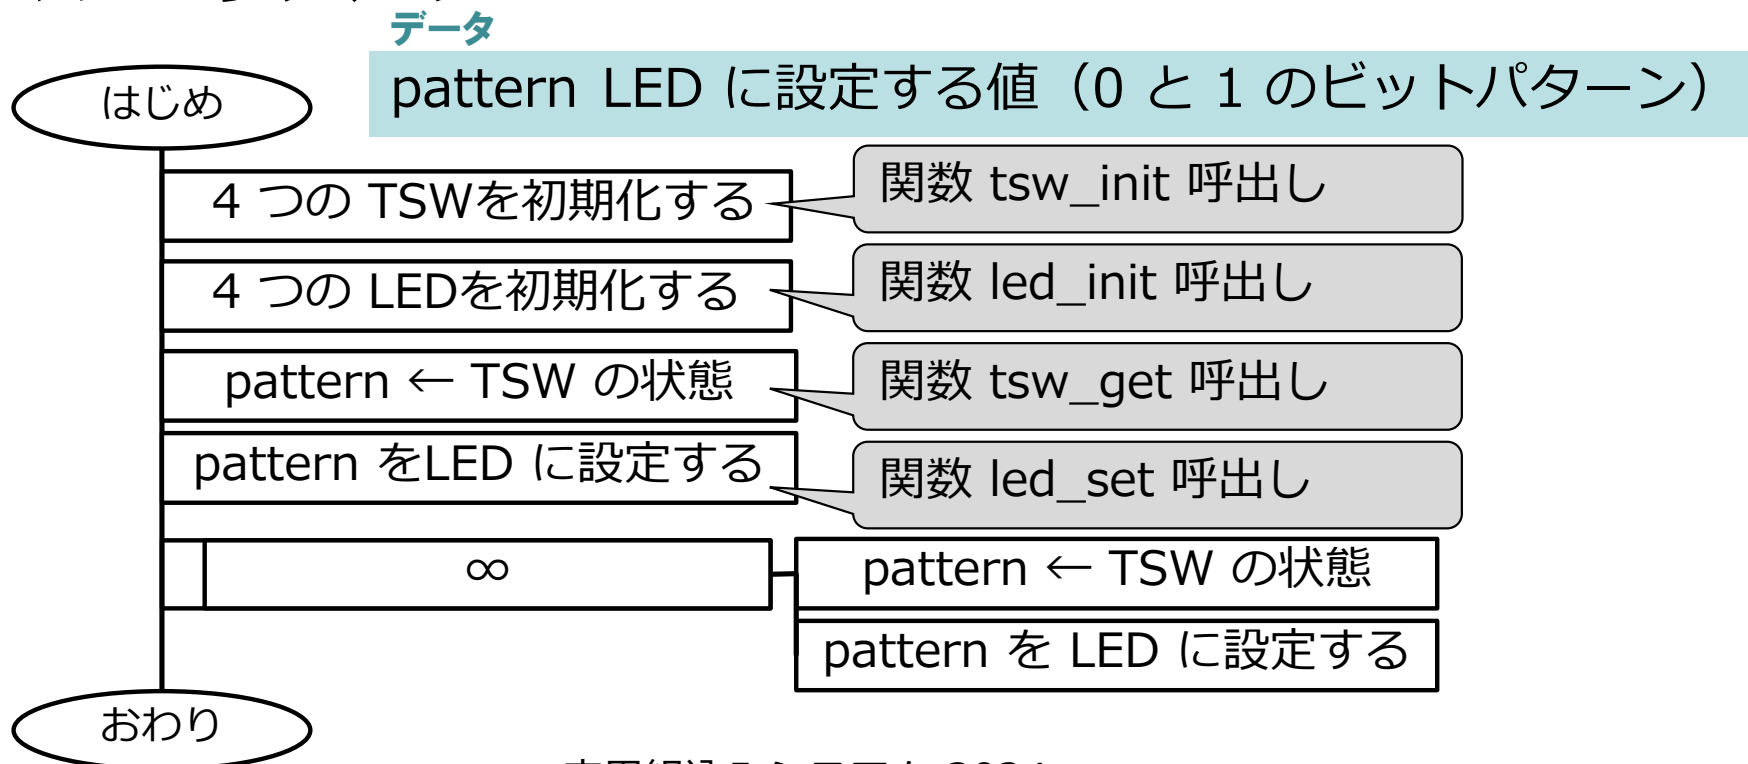 データ
pattern LED に設定する値（0 と 1 のビットパターン）
はじめ
4 つの TSWを初期化する
関数 tsw_init 呼出し
4 つの LEDを初期化する
関数 led_init 呼出し
pattern ← TSW の状態
関数 tsw_get 呼出し
pattern をLED に設定する
関数 led_set 呼出し
∞
pattern ← TSW の状態
pattern を LED に設定する
おわり